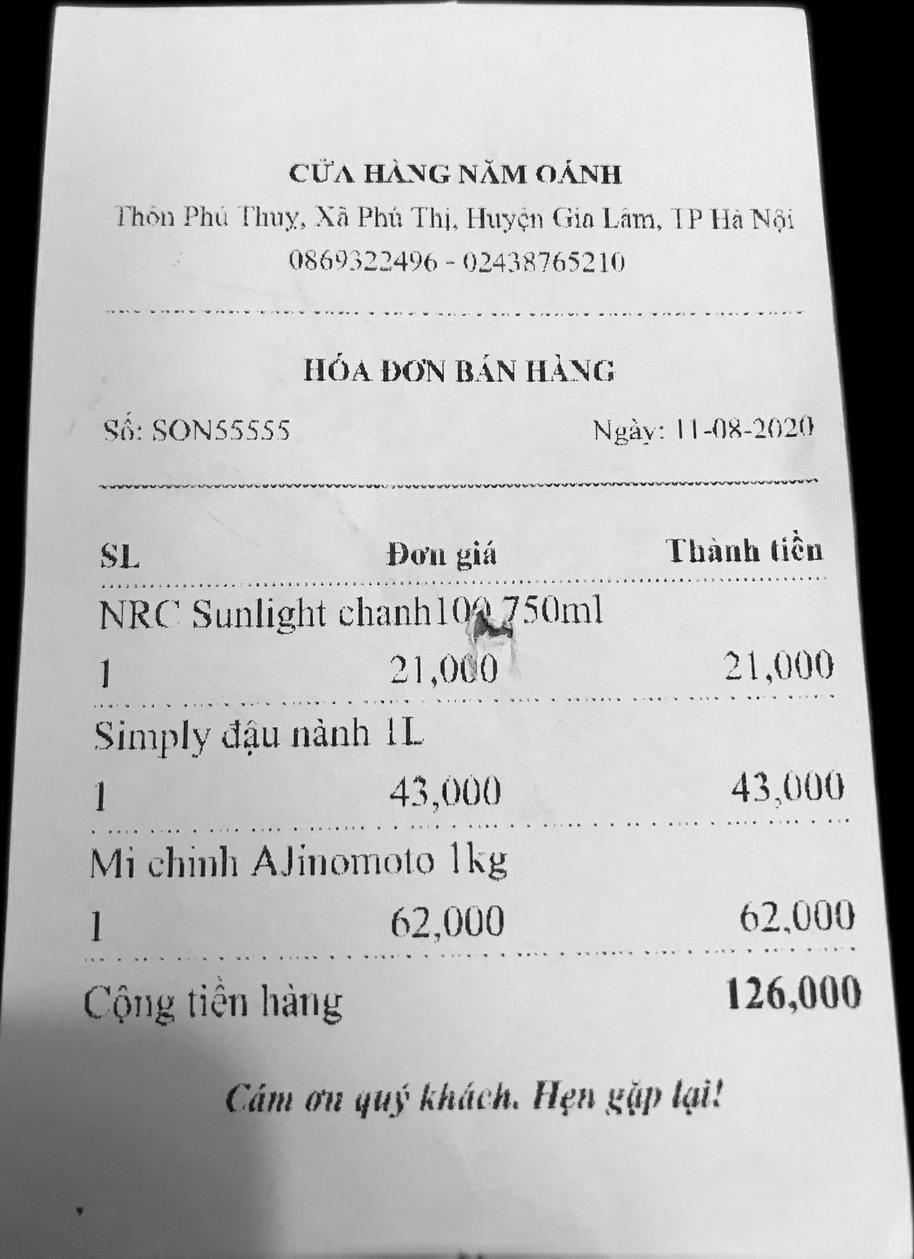 CỬA HÀNG NĂM OÁNH
Thôn Phú Thuỵ, Xã Phú Thị, Huyện Gia Lâm, TP Hà Nội
0869322496 - 02438765210
HÓA ĐƠN BÁN HÀNG
Số: SON55555 Ngày: 11-08-2020
SL Đơn giá Thành tiền
NRC Sunlight chanh100 750ml
1 21,000 21,000
Simply đậu nành 1L
1 43,000 43,000
Mì chính AJinomoto 1kg
1 62,000 62,000
Cộng tiền hàng 126,000
Cám ơn quý khách. Hẹn gặp lại!